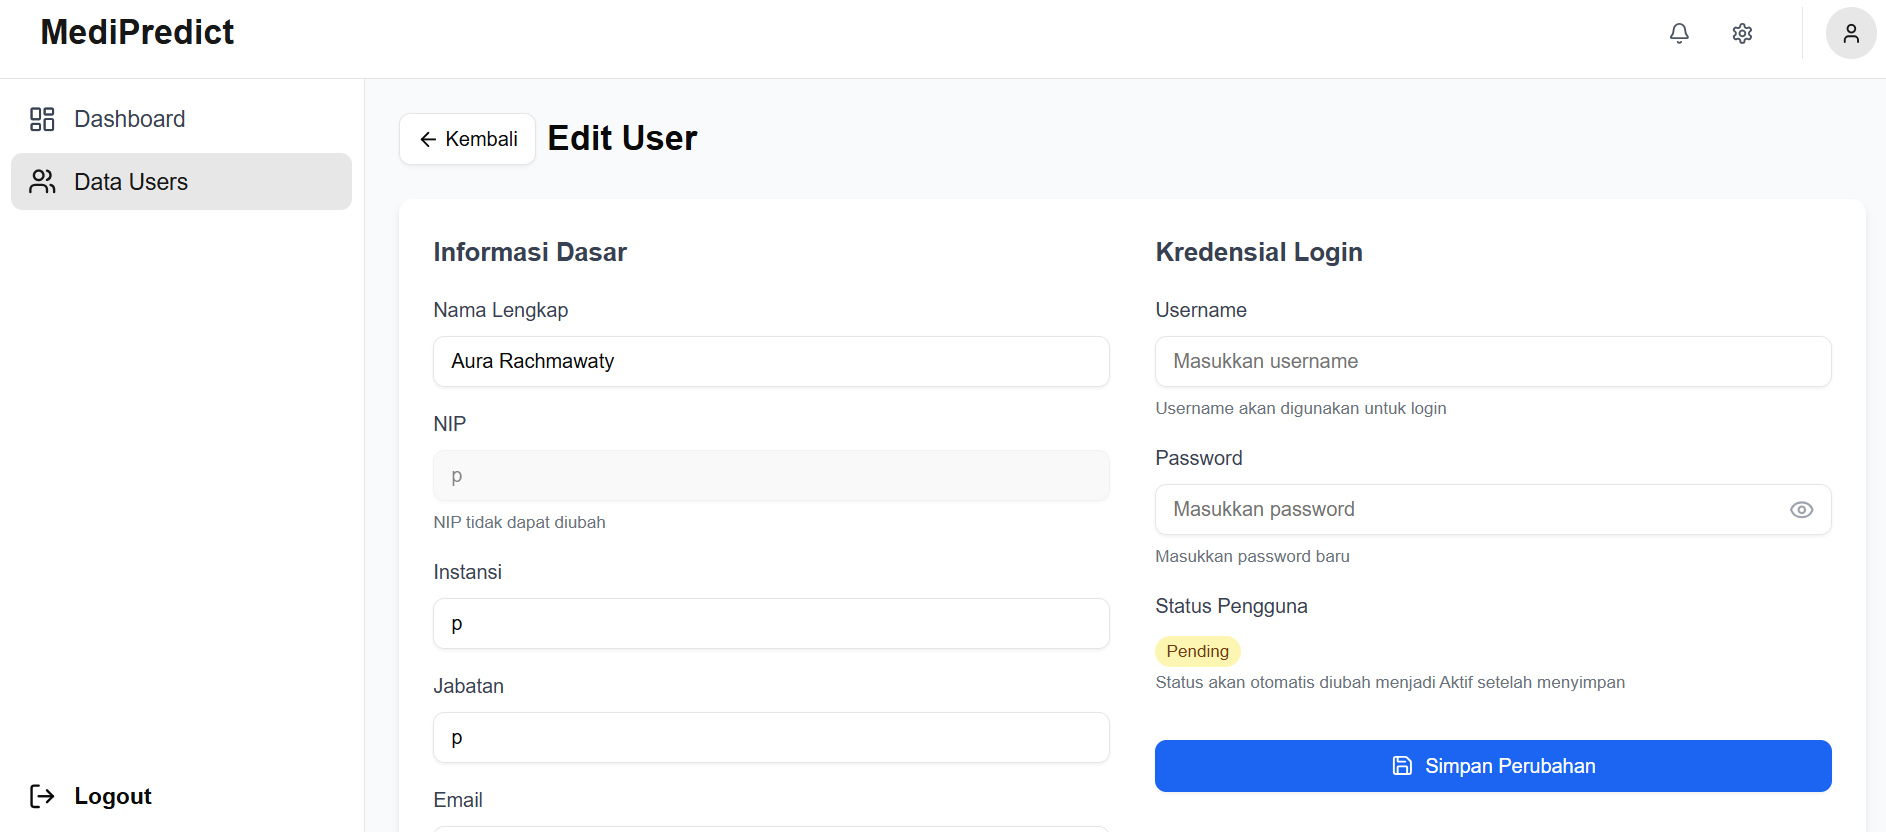 MediPredict
Dashboard
Data Users
Logout
Kembali
Edit User
Informasi Dasar
Nama Lengkap
Aura Rachmawaty
NIP
p
NIP tidak dapat diubah
Instansi
p
Jabatan
p
Email
Kredensial Login
Username
Masukkan username
Username akan digunakan untuk login
Password
Masukkan password
Masukkan password baru
Status Pengguna
Pending
Status akan otomatis diubah menjadi Aktif setelah menyimpan
Simpan Perubahan